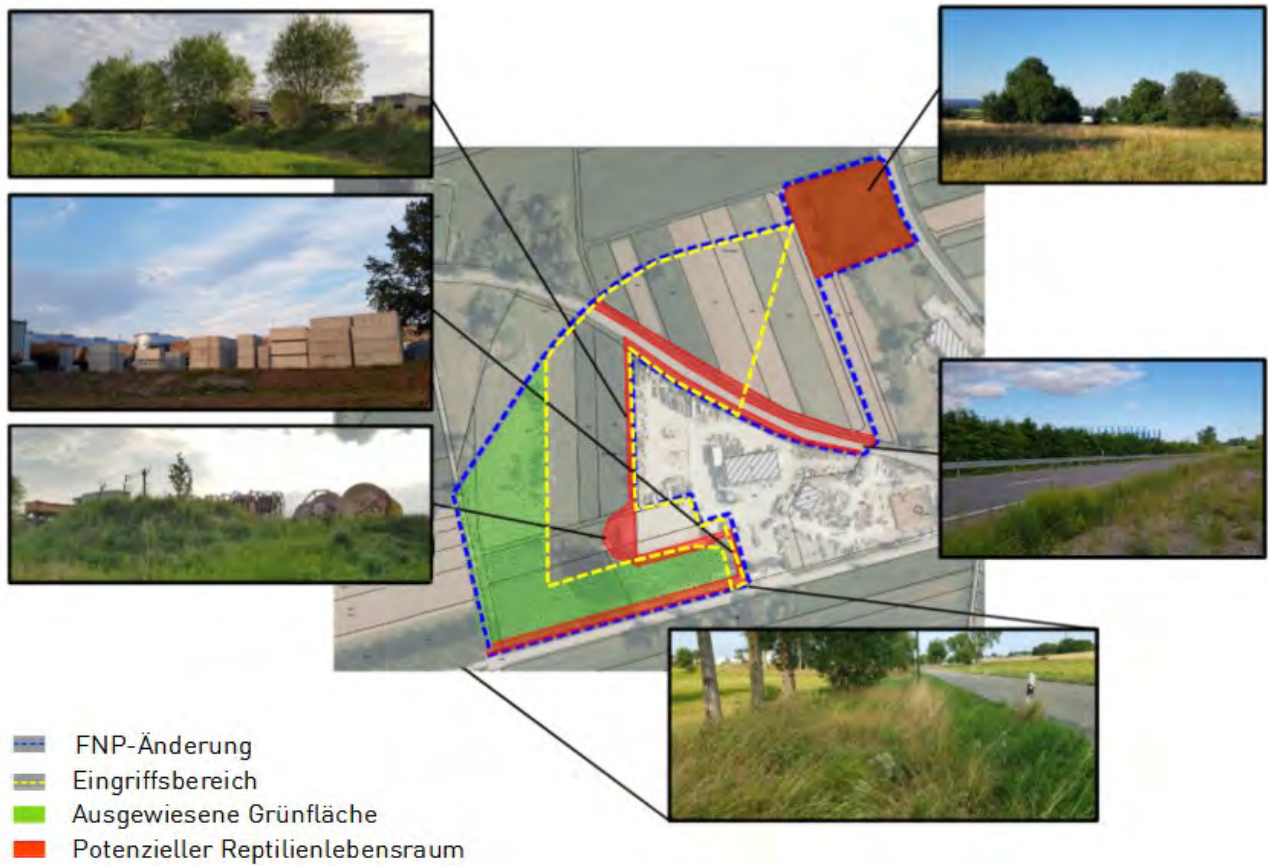 FNP-Änderung
Eingriffsbereich
Ausgewiesene Grünfläche
Potenzieller Reptilienlebensraum